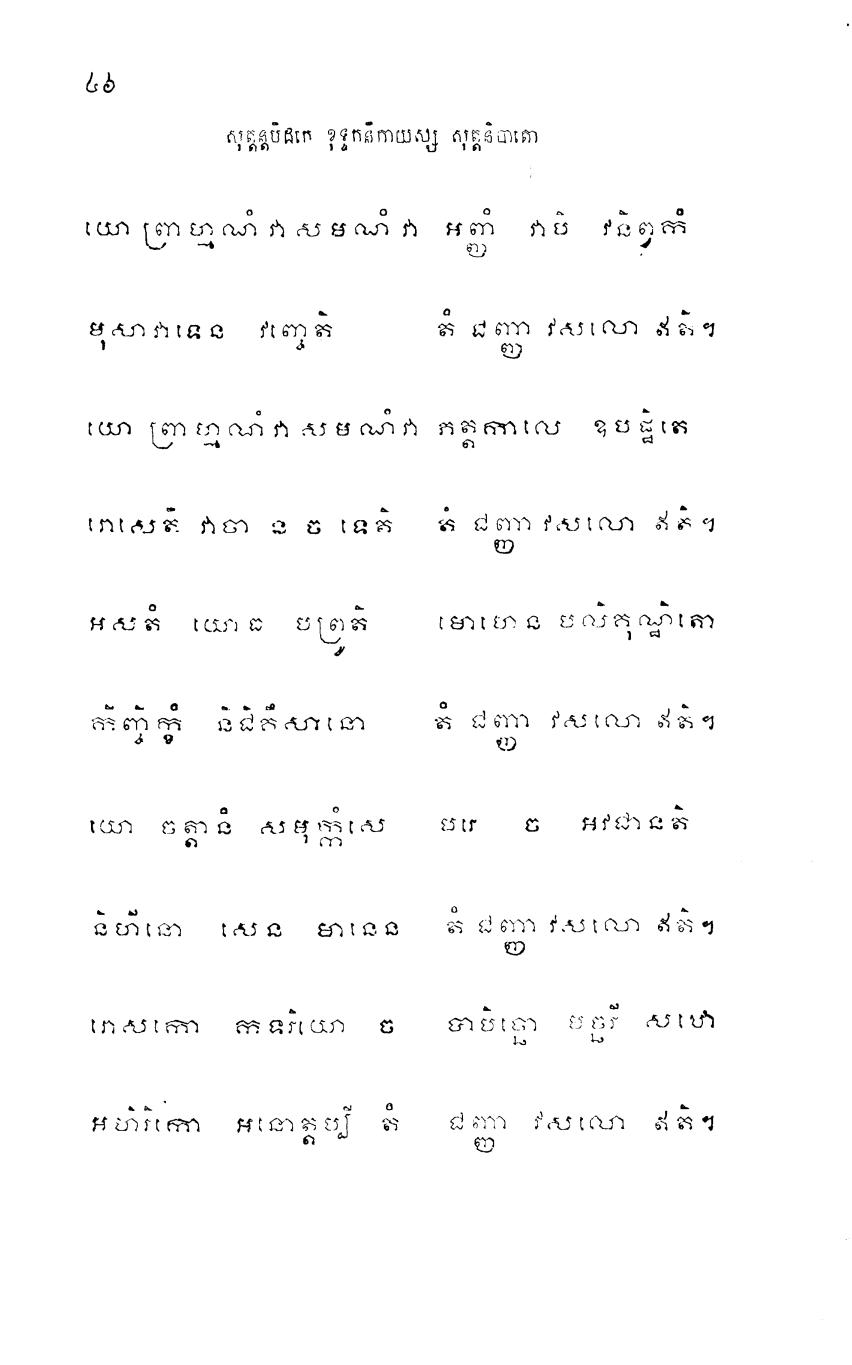 ៤៦
សុត្តន្តបិដកេ ខុទ្ទកនិកាយស្ស សុត្តនិបាតោ
យោ ព្រាហ្មណំ វា សមណំ វា អញ្ញំ វាបិ វនិព្វកំ
មុសាវាទេន វញ្ចេតិ តំ ជញ្ញា វសលោ ឥតិ។
យោ ព្រាហ្មណំ វា សមណំ វា ភត្តកាលេ ឧបដ្ឋិតេ
រោសេតិ វាចា ន ច ទេតិ តំ ជញ្ញា វសលោ ឥតិ។
អសតំ យោធ បព្រូតិ មោហេន បលិគុណ្ឋិតោ
កិញ្ចិក្ខំ និជិគឹសានោ តំ ជញ្ញា វសលោ ឥតិ។
យោ ចត្តានំ សមុក្កំសេ បរេ ច អវជានតិ
និហីនោ សេន មានេន តំ ជញ្ញា វសលោ ឥតិ។
រោសកោ កទរិយោ ច បាបិច្ឆោ មច្ឆរី សឋោ
អហិរិកោ អនោត្តប្បី តំ ជញ្ញា វសលោ ឥតិ។